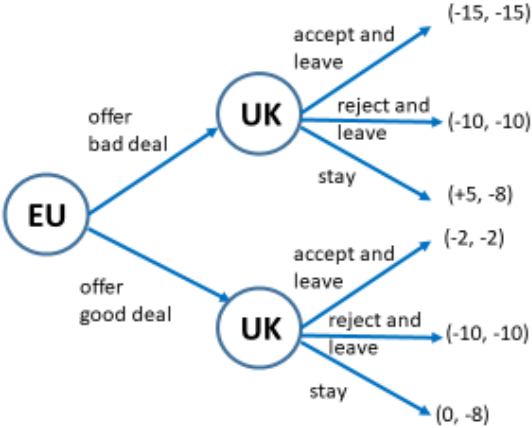 accept and
leave
(-15, -15)
offer
bad deal
UK
reject and
leave
(-10, -10)
stay
(+5, -8)
EU
offer
good deal
accept and
leave
(-2, -2)
UK
reject and
leave
(-10, -10)
stay
(0, -8)